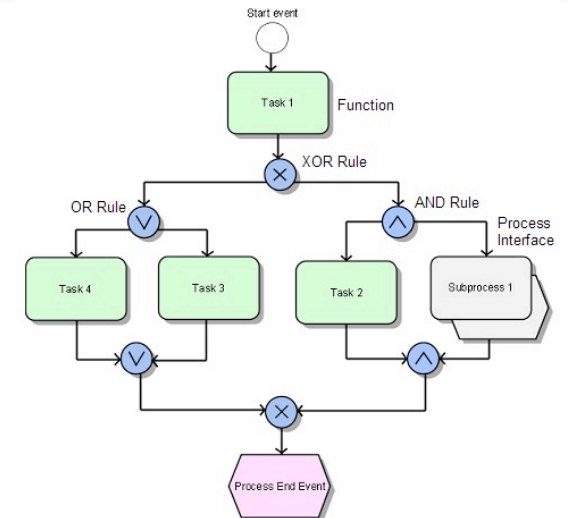 Start event
Task 1
Function
XOR Rule
OR Rule
AND Rule
Process
Interface
Task 4
Task 3
Task 2
Subprocess 1
Process End Event